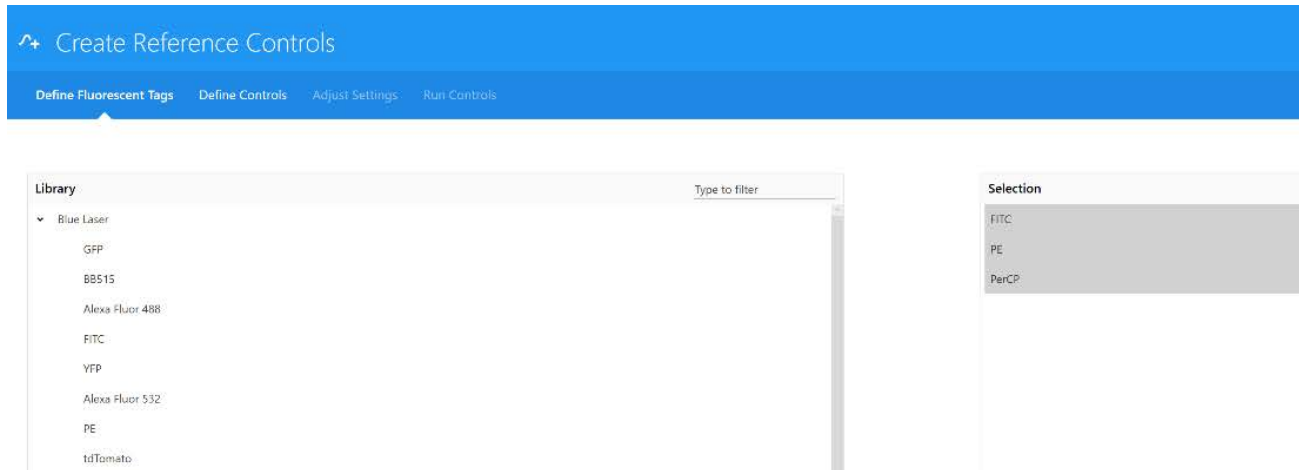 Create Reference Controls
Define Fluorescent Tags Define Controls Adjust Settings Run Controls
Library Type to filter
Blue Laser
GFP
BB515
Alexa Fluor 488
FITC
YFP
Alexa Fluor 532
PE
tdTomato
Selection
FITC
PE
PerCP